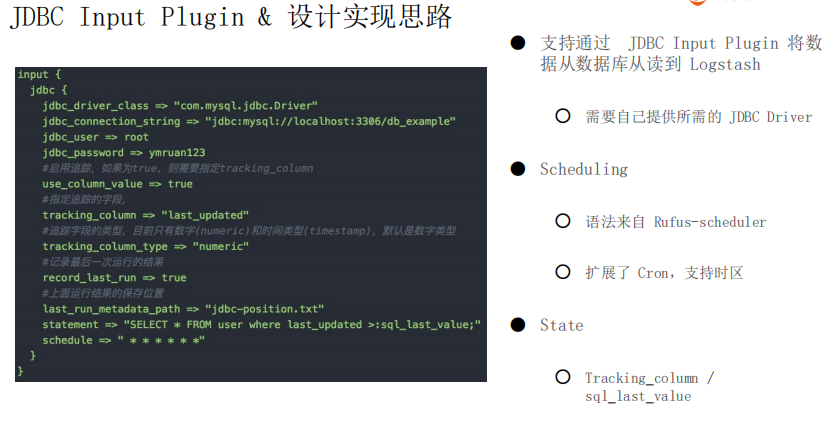 JDBC Input Plugin & 设计实现思路
input {
jdbc {
jdbc_driver_class => "com.mysql.jdbc.Driver"
jdbc_connection_string => "jdbc:mysql://localhost:3306/db_example"
jdbc_user => root
jdbc_password => ymruan123
#启用追踪，如果为true，则需要指定tracking_column
use_column_value => true
#指定追踪的字段，
tracking_column => "last_updated"
#追踪字段的类型，目前只有数字(numeric)和时间类型(timestamp)，默认是数字类型
tracking_column_type => "numeric"
#记录最后一次运行的结果
record_last_run => true
#上面运行结果的保存位置
last_run_metadata_path => "jdbc-position.txt"
statement => "SELECT * FROM user where last_updated >:sql_last_value;"
schedule => " * * * * * *"
}
}
● 支持通过 JDBC Input Plugin 将数
据从数据库从读到 Logstash
○ 需要自己提供所需的 JDBC Driver
● Scheduling
○ 语法来自 Rufus-scheduler
○ 扩展了 Cron，支持时区
● State
○ Tracking_column /
sql_last_value